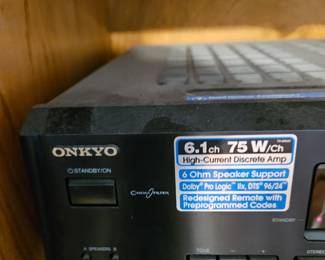 ONKYO
6.1ch 75 W/Ch
High-Current Discrete Amp
6 Ohm Speaker Support
Dolby® Pro Logic® IIx, DTS® 96/24™
Redesigned Remote with
Preprogrammed Codes
STANDBY/ON
STANDBY
A SPEAKERS B
TONE
STEREO